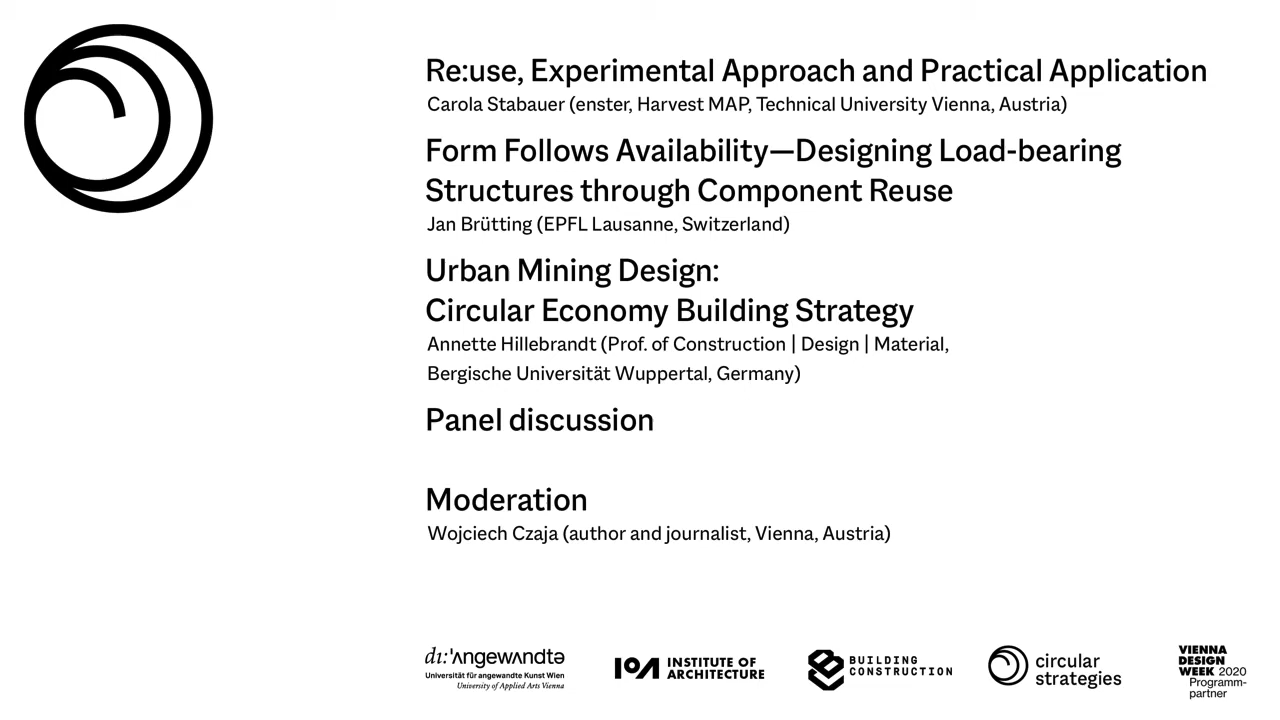 Re:use, Experimental Approach and Practical Application
Carola Stabauer (enster, Harvest MAP, Technical University Vienna, Austria)
Form Follows Availability—Designing Load-bearing
Structures through Component Reuse
Jan Brütting (EPFL Lausanne, Switzerland)
Urban Mining Design:
Circular Economy Building Strategy
Annette Hillebrandt (Prof. of Construction | Design | Material,
Bergische Universität Wuppertal, Germany)
Panel discussion
Moderation
Wojciech Czaja (author and journalist, Vienna, Austria)
dı:'ʌngewʌndtə
Universität für angewandte Kunst Wien
University of Applied Arts Vienna
IOA
INSTITUTE OF
ARCHITECTURE
BUILDING
CONSTRUCTION
circular
strategies
VIENNA
DESIGN
WEEK 2020
Programm-
partner